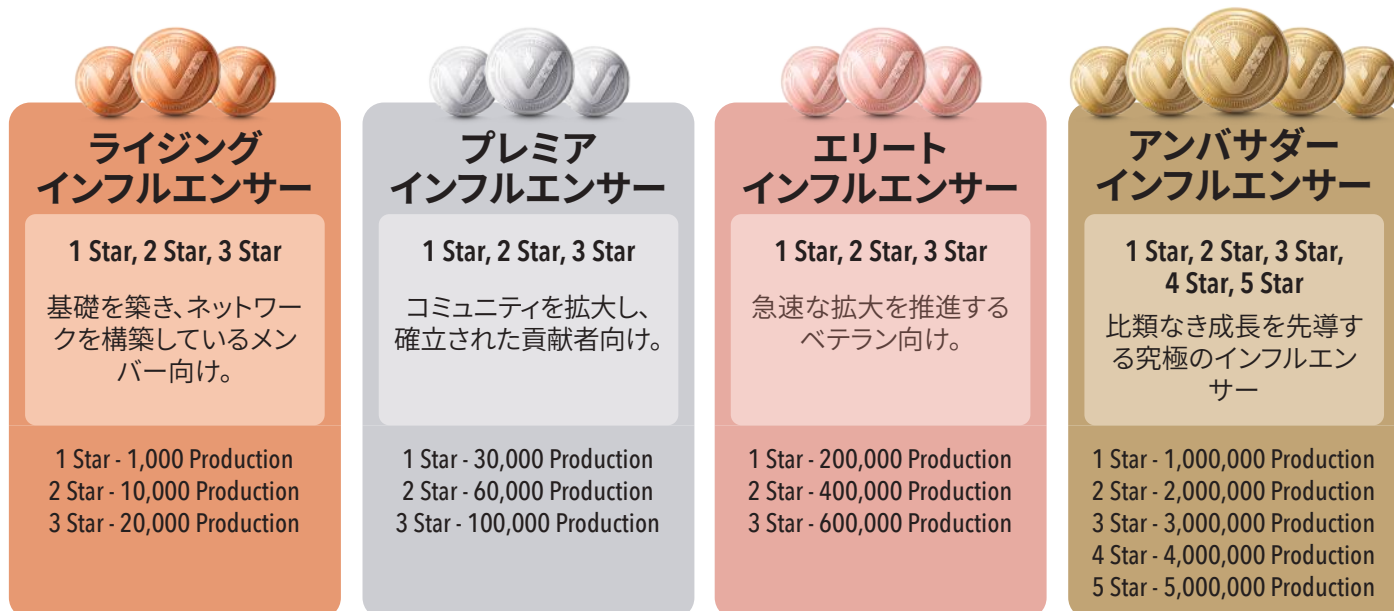 ライジング
インフルエンサー
1 Star, 2 Star, 3 Star
基礎を築き、ネットワー
クを構築しているメン
バー向け。
1 Star - 1,000 Production
2 Star - 10,000 Production
3 Star - 20,000 Production
プレミア
インフルエンサー
1 Star, 2 Star, 3 Star
コミュニティを拡大し、
確立された貢献者向け。
1 Star - 30,000 Production
2 Star - 60,000 Production
3 Star - 100,000 Production
エリート
インフルエンサー
1 Star, 2 Star, 3 Star
急速な拡大を推進する
ベテラン向け。
1 Star - 200,000 Production
2 Star - 400,000 Production
3 Star - 600,000 Production
アンバサダー
インフルエンサー
1 Star, 2 Star, 3 Star,
4 Star, 5 Star
比類なき成長を先導す
る究極のインフルエン
サー
1 Star - 1,000,000 Production
2 Star - 2,000,000 Production
3 Star - 3,000,000 Production
4 Star - 4,000,000 Production
5 Star - 5,000,000 Production